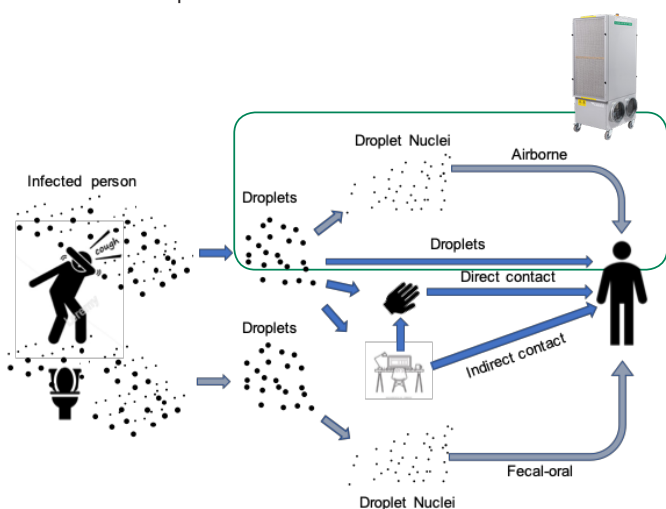 Droplet Nuclei
Airborne
Infected person
Droplets
cough
Droplets
Direct contact
Droplets
Indirect contact
Fecal-oral
Droplet Nuclei